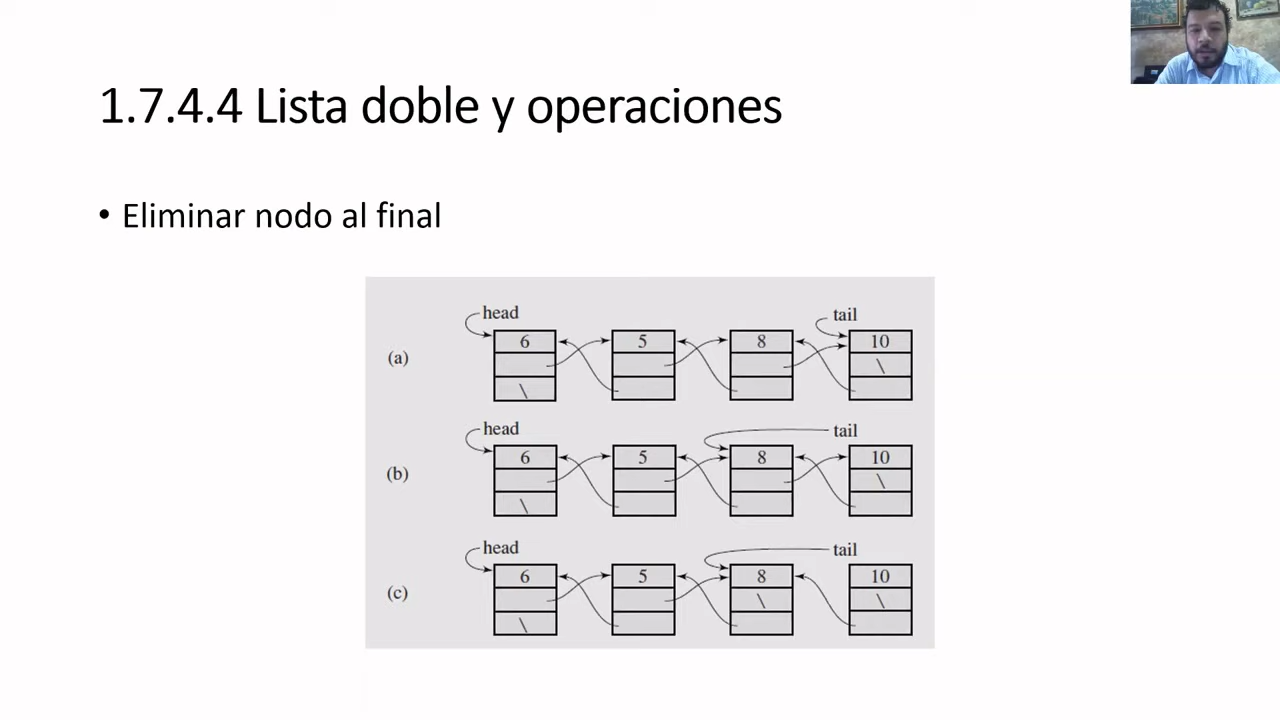 1.7.4.4 Lista doble y operaciones
• Eliminar nodo al final
head tail
(a) 6 5 8 10
\ \
head tail
(b) 6 5 8 10
\ \
head tail
(c) 6 5 8 10
\ \ \